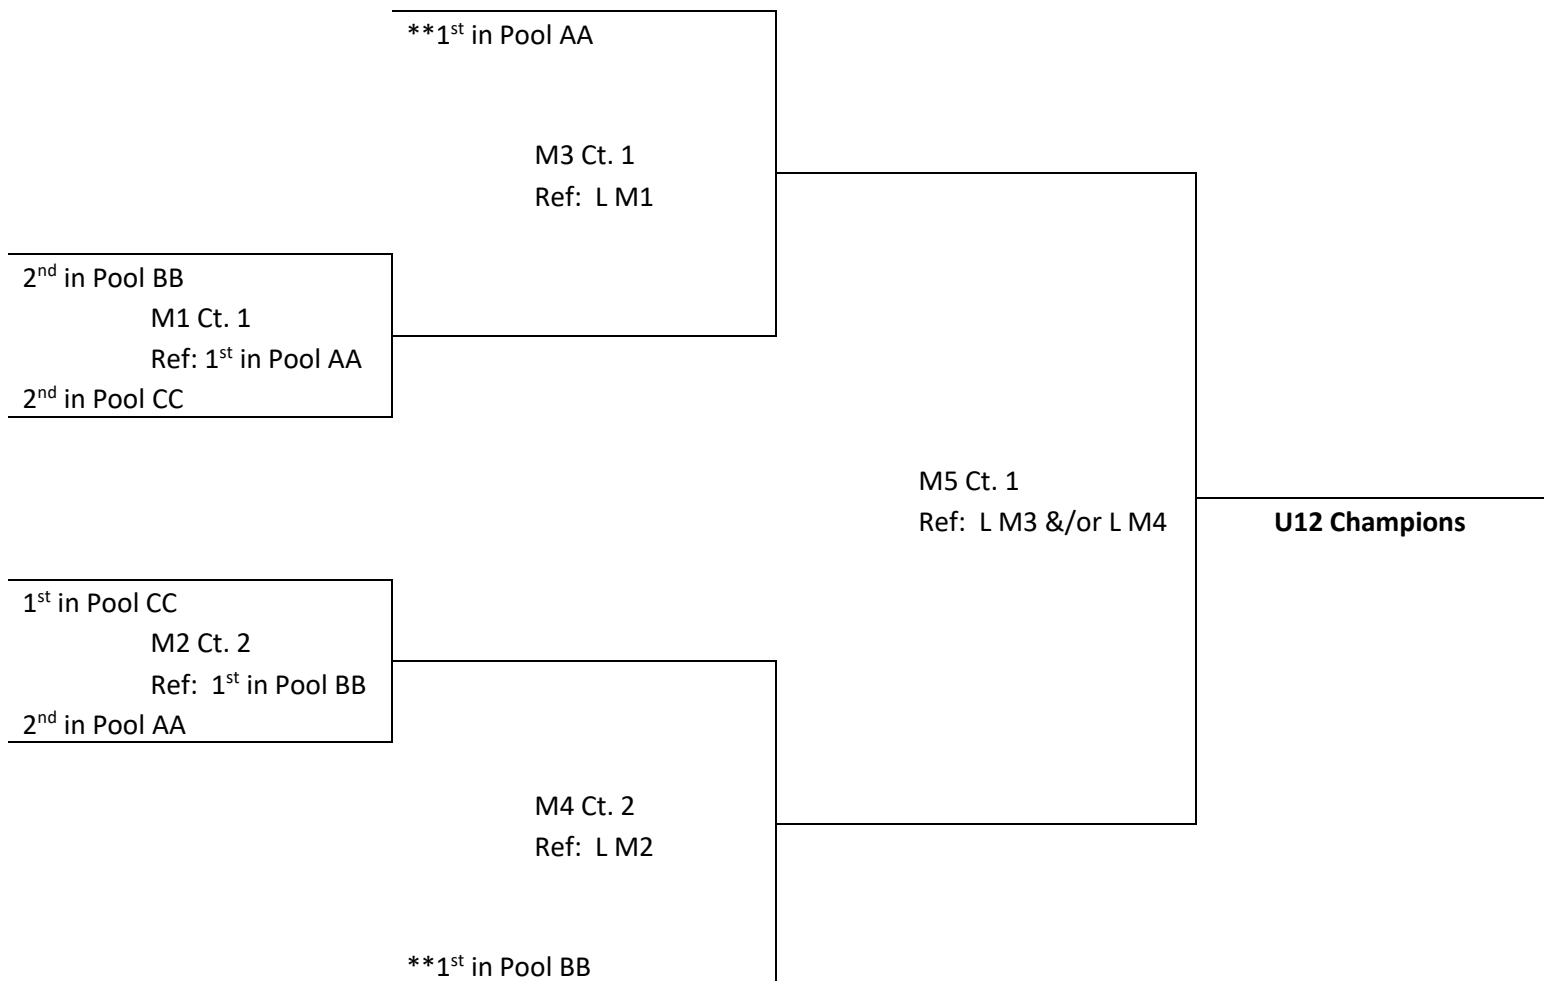 **1st in Pool AA
M3 Ct. 1
Ref: L M1
2nd in Pool BB
M1 Ct. 1
Ref: 1st in Pool AA
2nd in Pool CC
M5 Ct. 1
Ref: L M3 &/or L M4
U12 Champions
1st in Pool CC
M2 Ct. 2
Ref: 1st in Pool BB
2nd in Pool AA
M4 Ct. 2
Ref: L M2
**1st in Pool BB